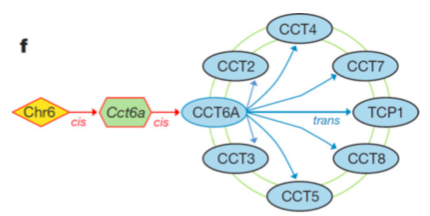 f
CCT4
CCT2
CCT7
Chr6
cis
Cct6a
cis
CCT6A
trans
TCP1
CCT3
CCT8
CCT5